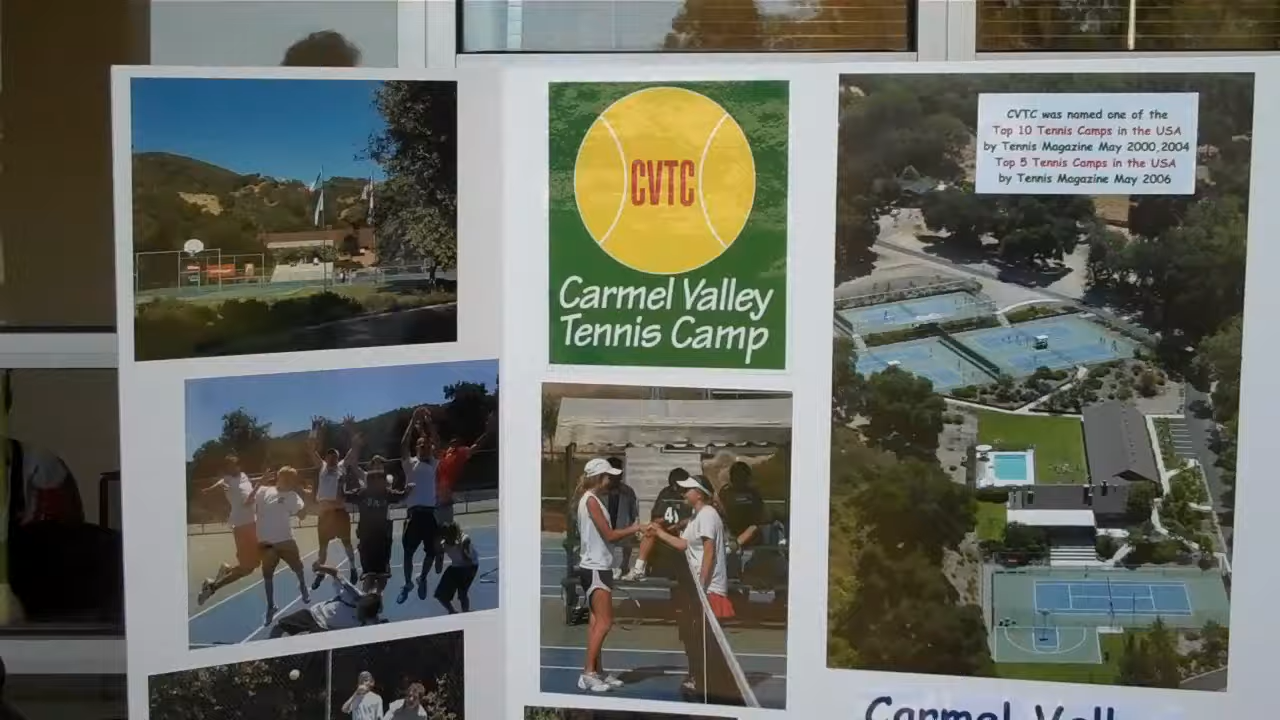 CVTC
Carmel Valley
Tennis Camp
CVTC was named one of the
Top 10 Tennis Camps in the USA
by Tennis Magazine May 2000,2004
Top 5 Tennis Camps in the USA
by Tennis Magazine May 2006
Carmel